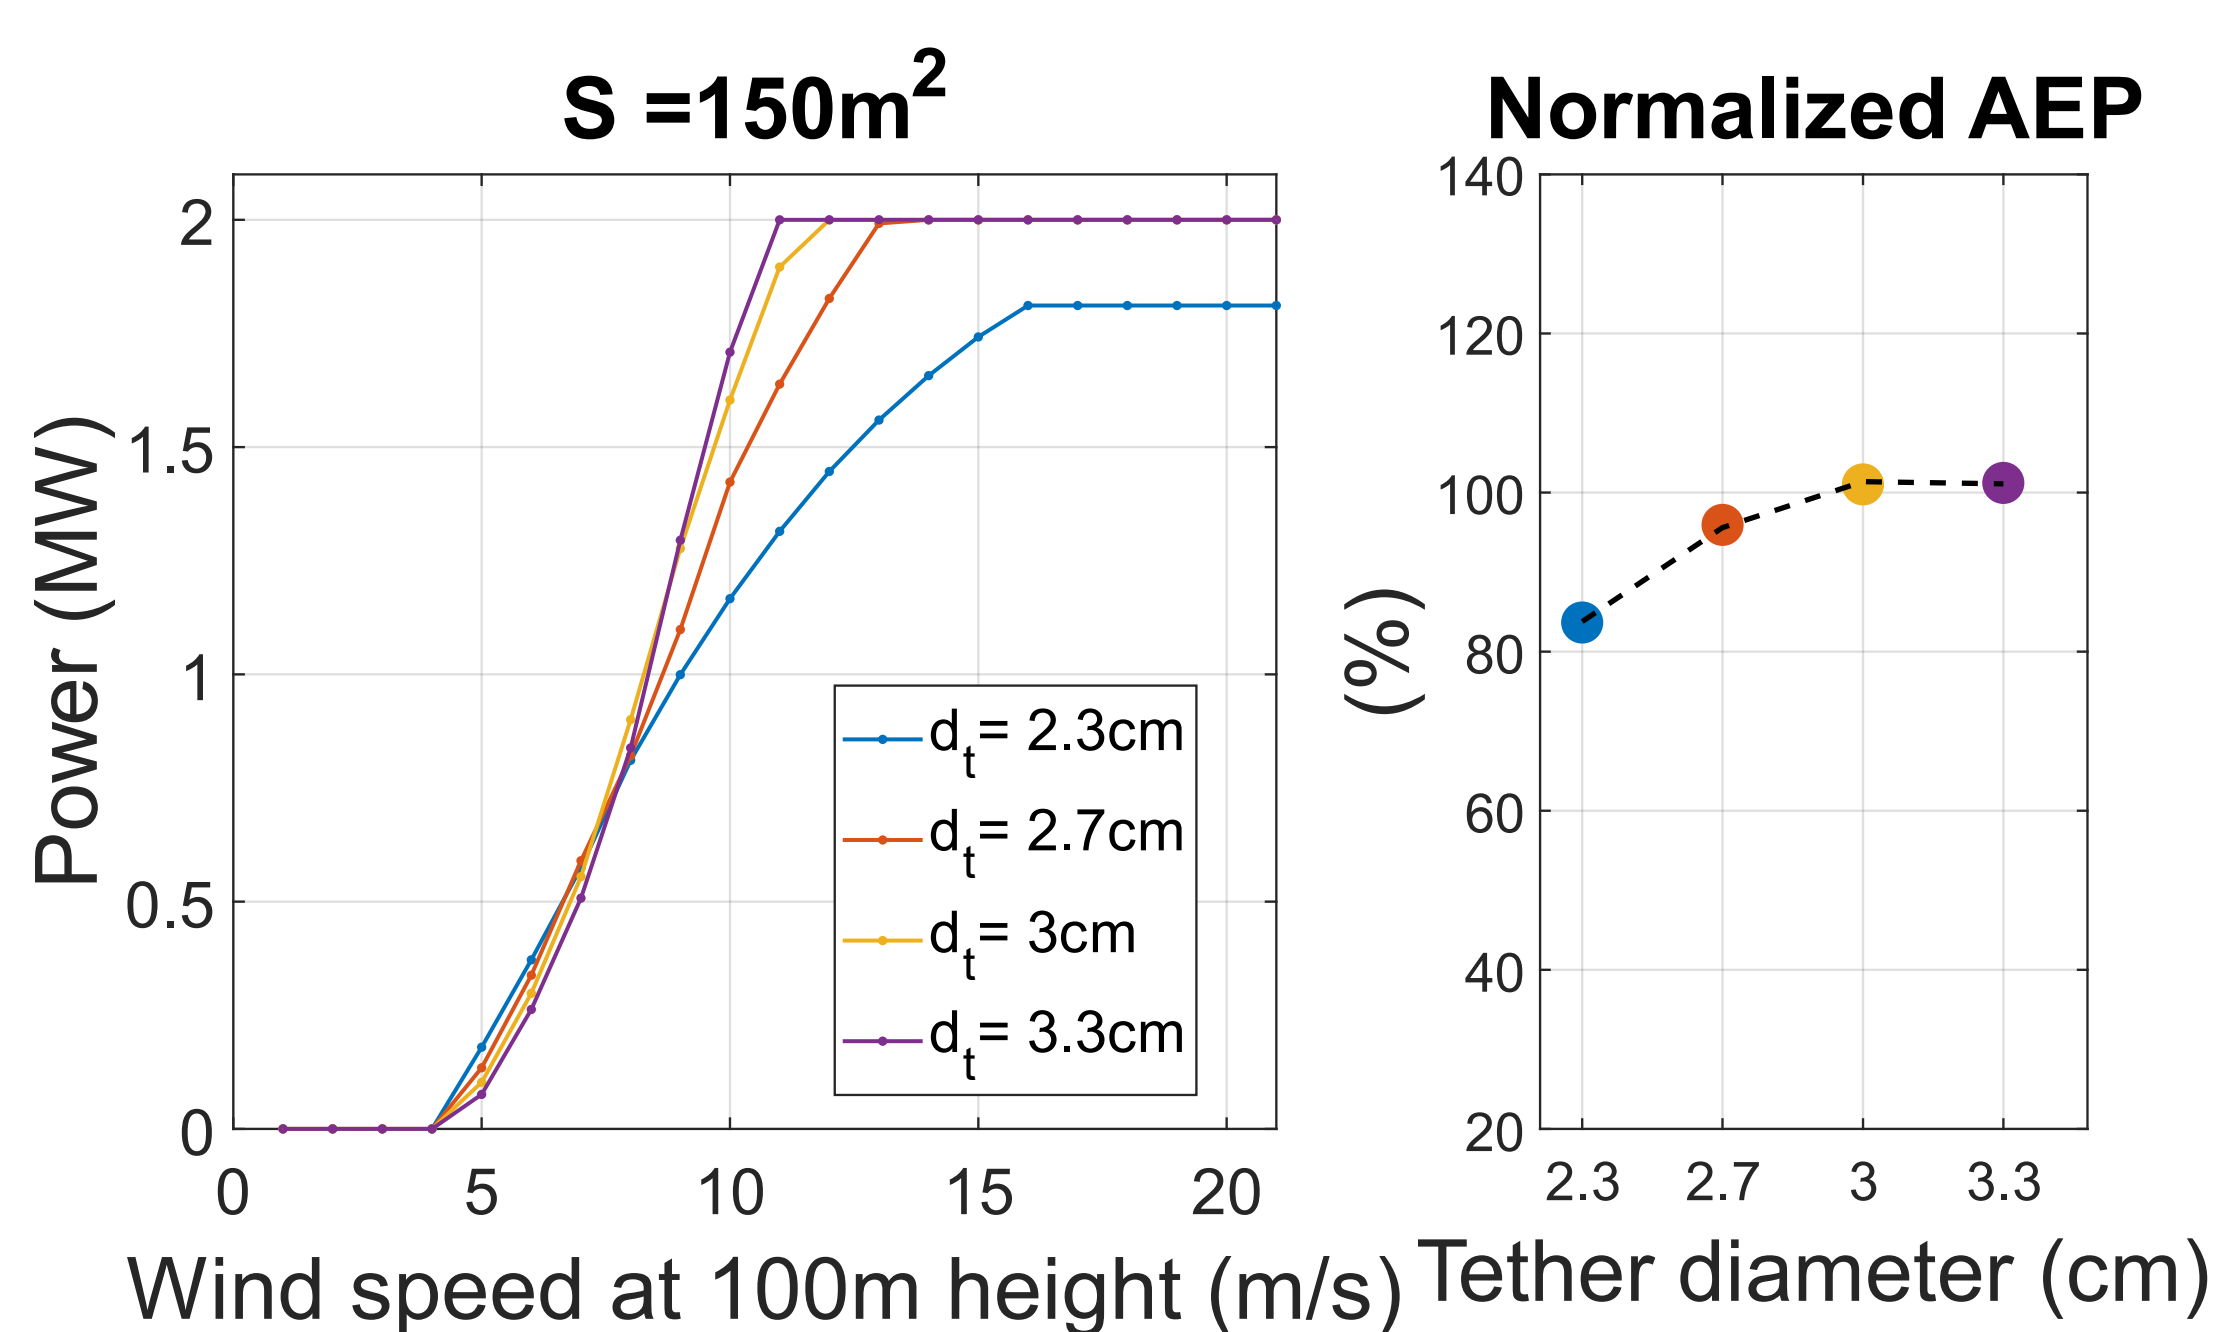 S =150m²
Power (MW)
2
1.5
1
0.5
0
0 5 10 15 20
Wind speed at 100m height (m/s)
dₜ= 2.3cm
dₜ= 2.7cm
dₜ= 3cm
dₜ= 3.3cm
Normalized AEP
(%)
140
120
100
80
60
40
20
2.3 2.7 3 3.3
Tether diameter (cm)